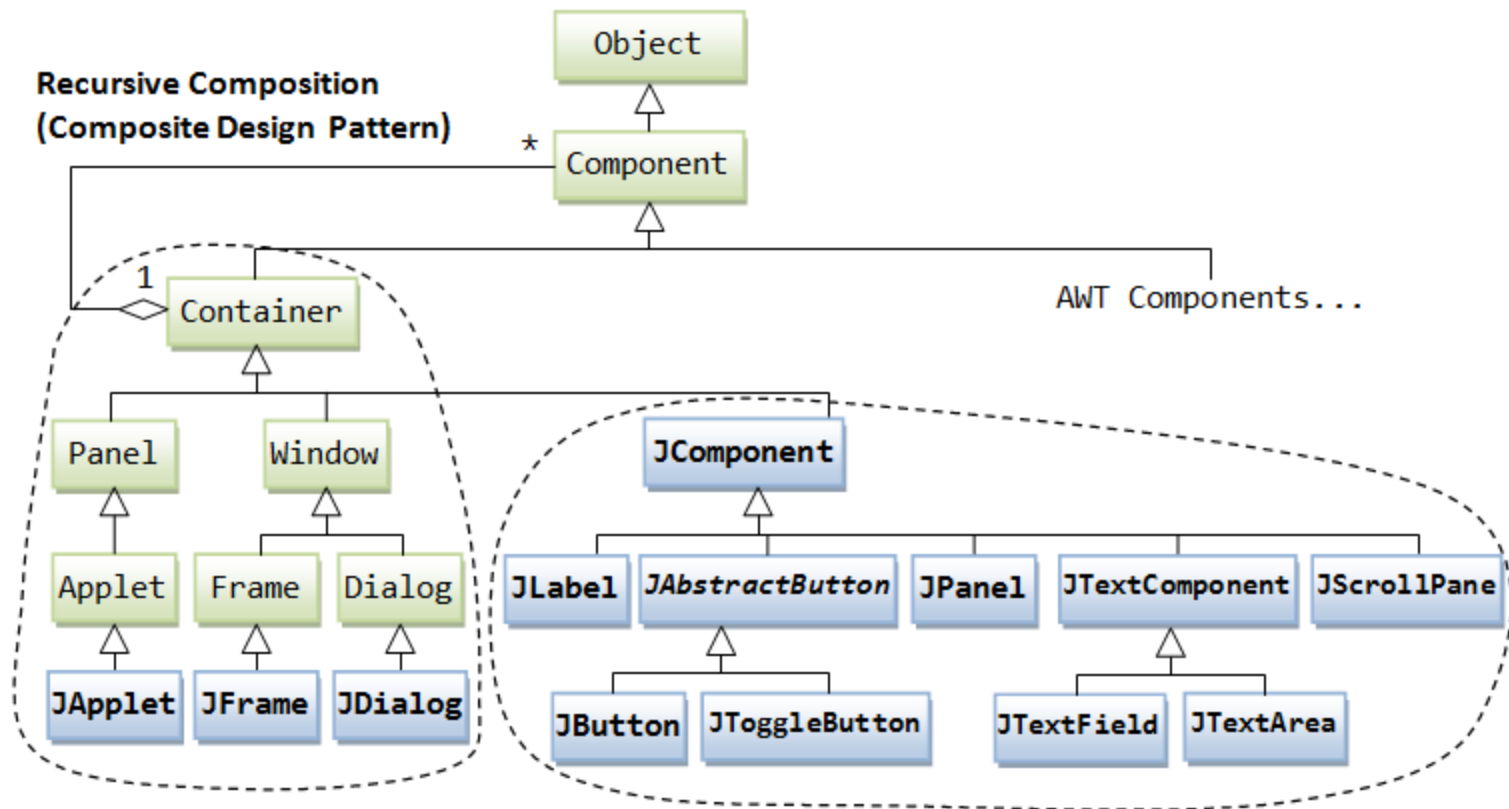 Object
Recursive Composition
(Composite Design Pattern)
*
Component
1
Container
AWT Components...
Panel
Window
JComponent
Applet
Frame
Dialog
JLabel
JAbstractButton
JPanel
JTextComponent
JScrollPane
JApplet
JFrame
JDialog
JButton
JToggleButton
JTextField
JTextArea